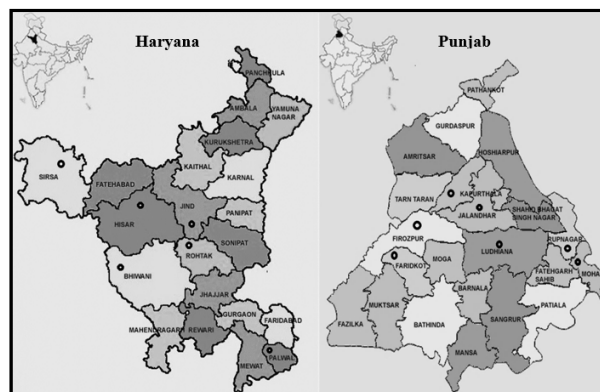 Haryana
PANCHKULA
AMBALA
YAMUNA
NAGAR
KURUKSHETRA
KAITHAL
KARNAL
SIRSA
FATEHABAD
JIND
PANIPAT
HISAR
SONIPAT
ROHTAK
BHIWANI
JHAJJAR
GURGAON
FARIDABAD
MAHENDRAGARH
REWARI
PALWAL
MEWAT
Punjab
PATHANKOT
GURDASPUR
AMRITSAR
HOSHIARPUR
TARN TARAN
KAPURTHALA
JALANDHAR
SHAHID BHAGAT
SINGH NAGAR
FIROZPUR
LUDHIANA
RUPNAGAR
FARIDKOT
MOGA
FATEHGARH
SAHIB
MOHA
BARNALA
PATIALA
FAZILKA
MUKTSAR
BATHINDA
SANGRUR
MANSA